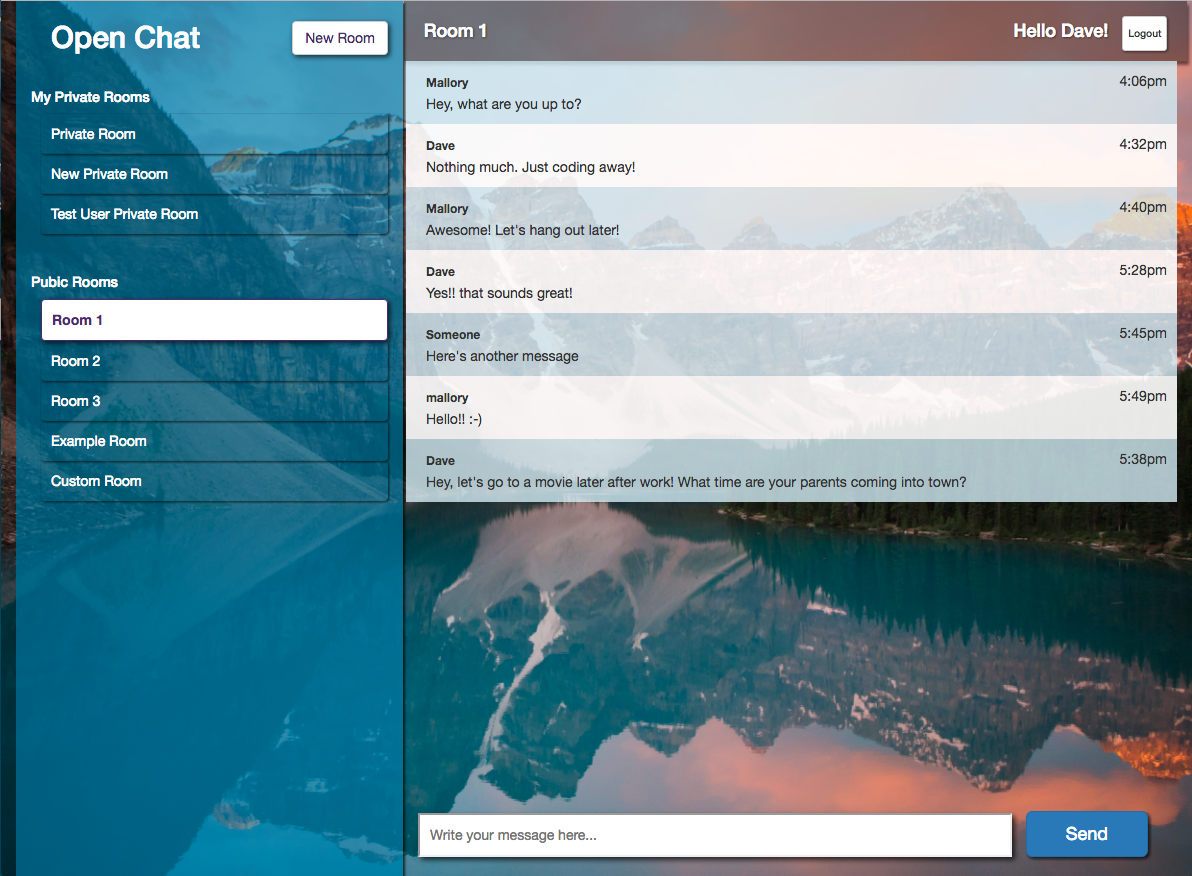 Open Chat
New Room
My Private Rooms
Private Room
New Private Room
Test User Private Room
Pubic Rooms
Room 1
Room 2
Room 3
Example Room
Custom Room
Room 1
Hello Dave!
Logout
Mallory
4:06pm
Hey, what are you up to?
Dave
4:32pm
Nothing much. Just coding away!
Mallory
4:40pm
Awesome! Let's hang out later!
Dave
5:28pm
Yes!! that sounds great!
Someone
5:45pm
Here's another message
mallory
5:49pm
Hello!! :-)
Dave
5:38pm
Hey, let's go to a movie later after work! What time are your parents coming into town?
Write your message here...
Send